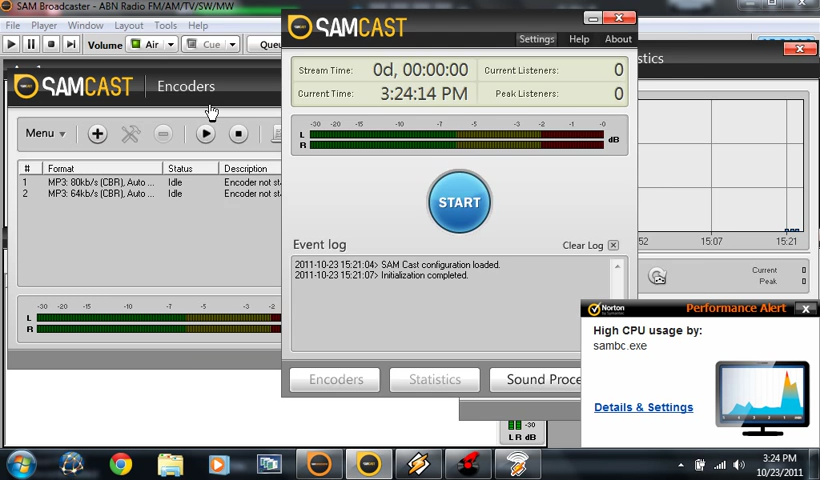 SAM Broadcaster - ABN Radio FM/AM/TV/SW/MW
File Player Window Layout Tools
Volume Air Cue Queu
istics
SAMCAST Encoders
Menu
# Format Status Description
1 MP3: 80kb/s (CBR), Auto ... Idle Encoder not st
2 MP3: 64kb/s (CBR), Auto ... Idle Encoder not st
-30 -20 -15 -10 -7 -5 -3 -2
L
R
SAMCAST
Settings Help About
Stream Time: 0d, 00:00:00 Current Listeners: 0
Current Time: 3:24:14 PM Peak Listeners: 0
-30 -20 -15 -10 -7 -5 -3 -2 -1 -0
L
R
dB
START
Event log Clear Log
2011-10-23 15:21:04> SAM Cast configuration loaded.
2011-10-23 15:21:07> Initialization completed.
Encoders Statistics Sound Proce
52 15:07 15:21
Current 0
Peak 0
Norton
by Symantec
Performance Alert X
High CPU usage by:
sambc.exe
Details & Settings
-30
L R dB
3:24 PM
10/23/2011